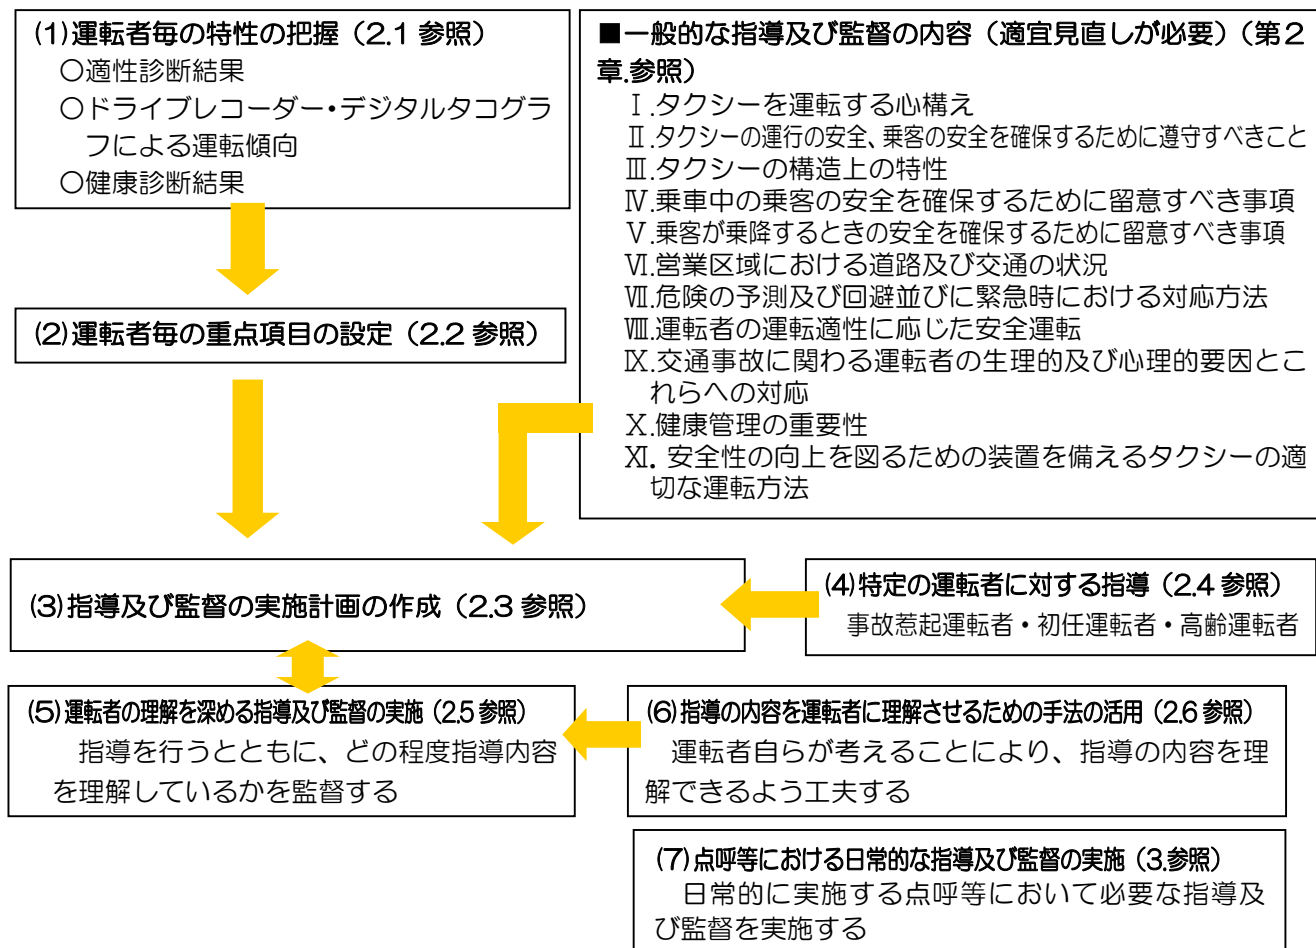 (1)運転者毎の特性の把握（2.1 参照）
○適性診断結果
○ドライブレコーダー・デジタルタコグラ
フによる運転傾向
○健康診断結果
(2)運転者毎の重点項目の設定（2.2 参照）
■一般的な指導及び監督の内容（適宜見直しが必要）（第２
章.参照）
Ⅰ.タクシーを運転する心構え
Ⅱ.タクシーの運行の安全、乗客の安全を確保するために遵守すべきこと
Ⅲ.タクシーの構造上の特性
Ⅳ.乗車中の乗客の安全を確保するために留意すべき事項
Ⅴ.乗客が乗降するときの安全を確保するために留意すべき事項
Ⅵ.営業区域における道路及び交通の状況
Ⅶ.危険の予測及び回避並びに緊急時における対応方法
Ⅷ.運転者の運転適性に応じた安全運転
Ⅸ.交通事故に関わる運転者の生理的及び心理的要因とこ
れらへの対応
Ⅹ.健康管理の重要性
Ⅺ. 安全性の向上を図るための装置を備えるタクシーの適
切な運転方法
(3)指導及び監督の実施計画の作成（2.3 参照）
(4)特定の運転者に対する指導（2.4 参照）
事故惹起運転者・初任運転者・高齢運転者
(5)運転者の理解を深める指導及び監督の実施（2.5 参照）
指導を行うとともに、どの程度指導内容
を理解しているかを監督する
(6)指導の内容を運転者に理解させるための手法の活用（2.6 参照）
運転者自らが考えることにより、指導の内容を理
解できるよう工夫する
(7)点呼等における日常的な指導及び監督の実施（3.参照）
日常的に実施する点呼等において必要な指導及
び監督を実施する